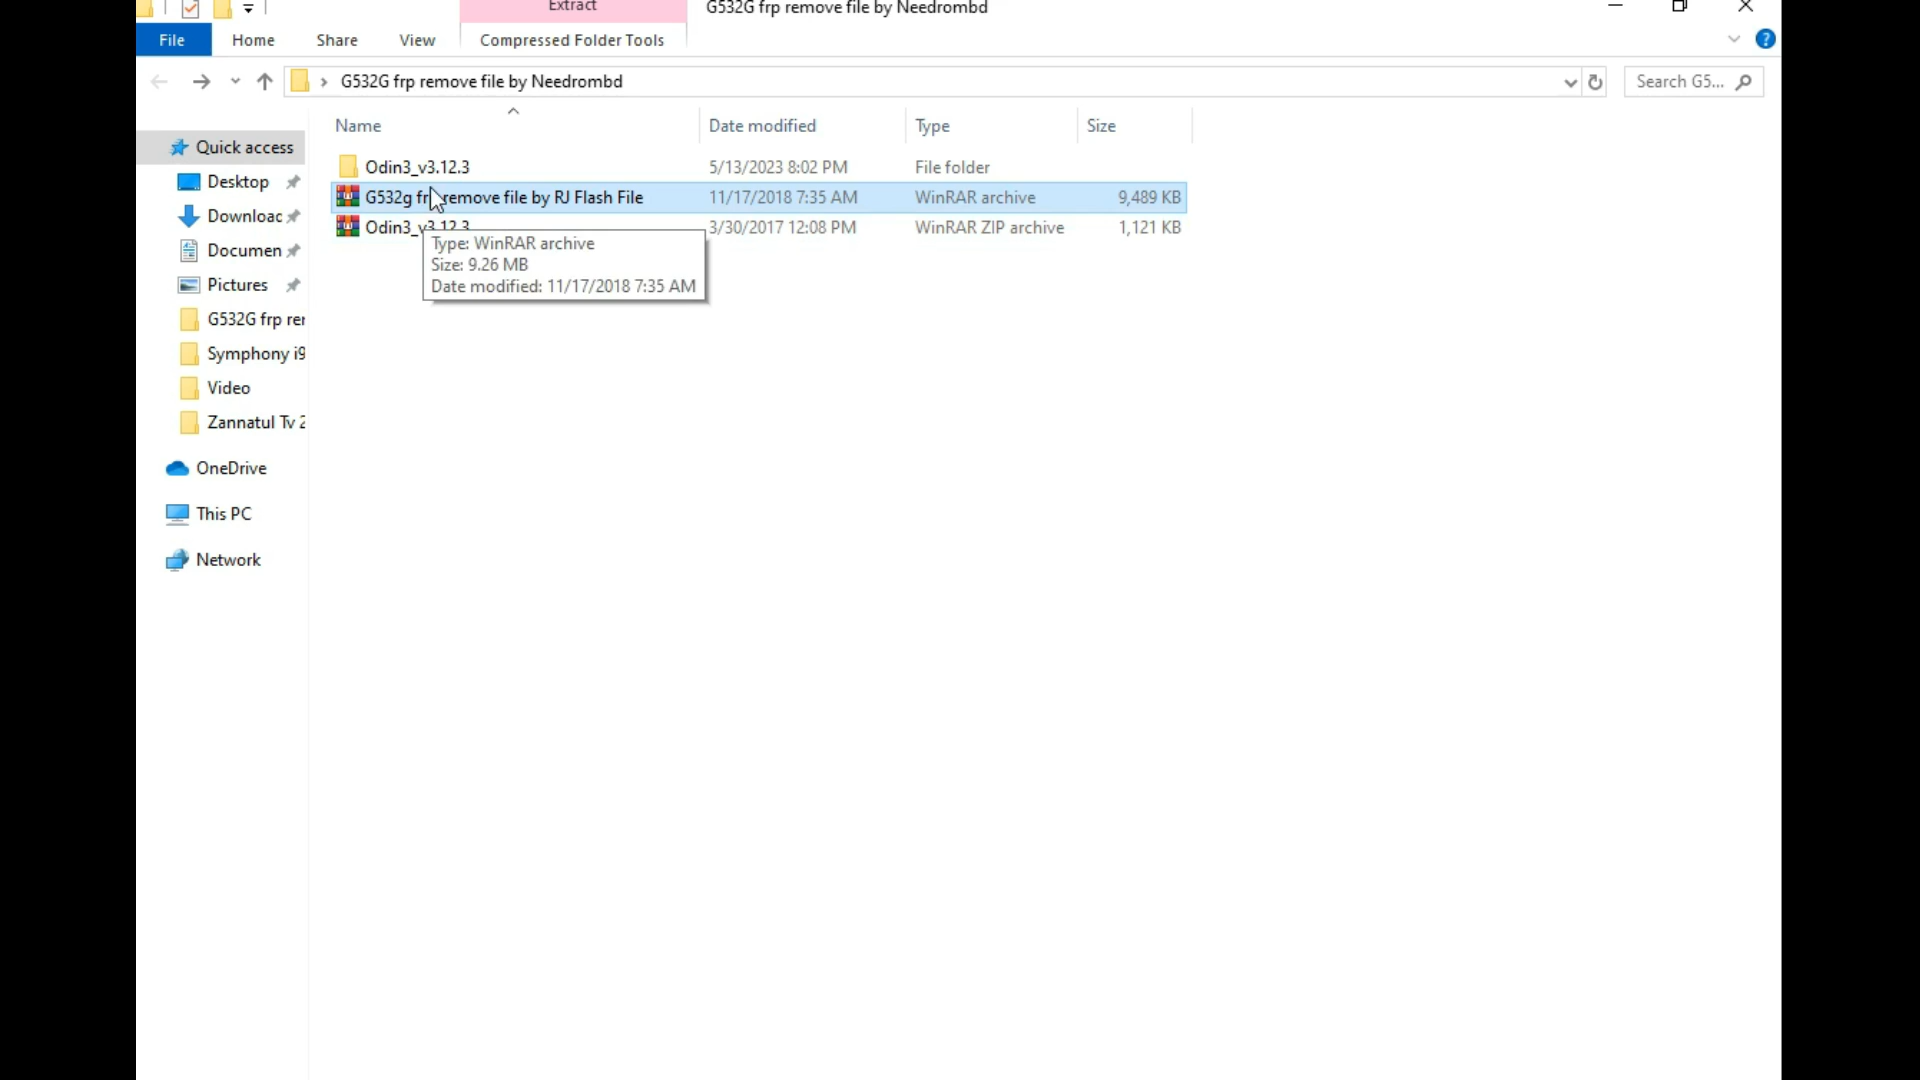 Extract
G532G frp remove file by Needrombd
File
Home
Share
View
Compressed Folder Tools
G532G frp remove file by Needrombd
Search G5...
Name
Date modified
Type
Size
Quick access
Desktop
Downloac
Documen
Pictures
G532G frp rer
Symphony i9
Video
Zannatul Tv 2
OneDrive
This PC
Network
Odin3_v3.12.3 5/13/2023 8:02 PM File folder
G532g fr remove file by RJ Flash File 11/17/2018 7:35 AM WinRAR archive 9,489 KB
Odin3_v3.12.3 3/30/2017 12:08 PM WinRAR ZIP archive 1,121 KB
Type: WinRAR archive
Size: 9.26 MB
Date modified: 11/17/2018 7:35 AM